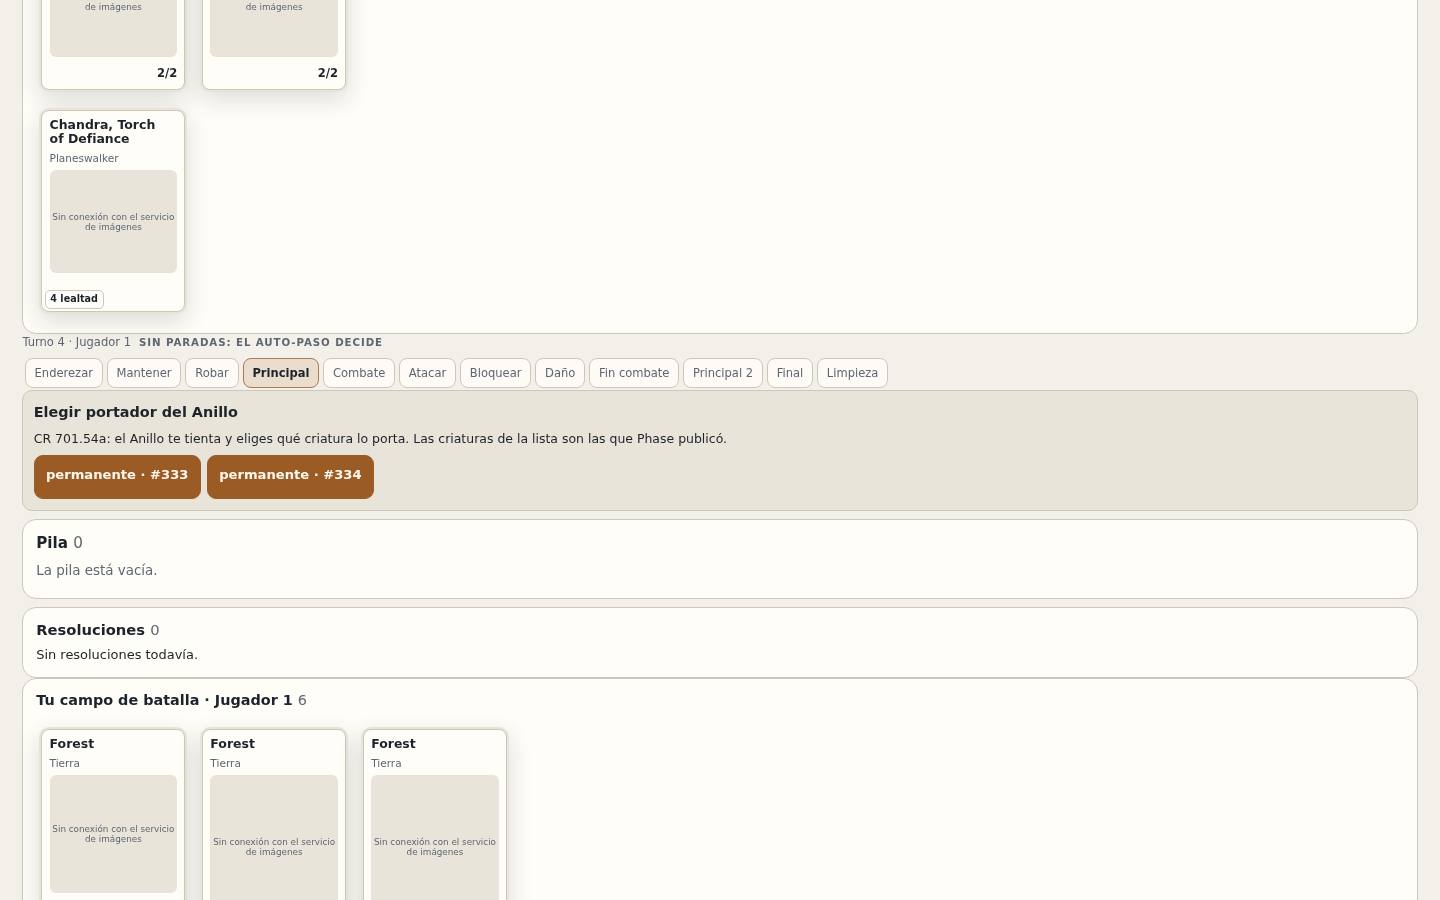 de imágenes
de imágenes
2/2
2/2
Chandra, Torch
of Defiance
Planeswalker
Sin conexión con el servicio
de imágenes
4 lealtad
Turno 4 · Jugador 1 SIN PARADAS: EL AUTO-PASO DECIDE
Enderezar Mantener Robar Principal Combate Atacar Bloquear Daño Fin combate Principal 2 Final Limpieza
Elegir portador del Anillo
CR 701.54a: el Anillo te tienta y eliges qué criatura lo porta. Las criaturas de la lista son las que Phase publicó.
permanente · #333 permanente · #334
Pila 0
La pila está vacía.
Resoluciones 0
Sin resoluciones todavía.
Tu campo de batalla · Jugador 1 6
Forest
Tierra
Sin conexión con el servicio
de imágenes
Forest
Tierra
Sin conexión con el servicio
de imágenes
Forest
Tierra
Sin conexión con el servicio
de imágenes